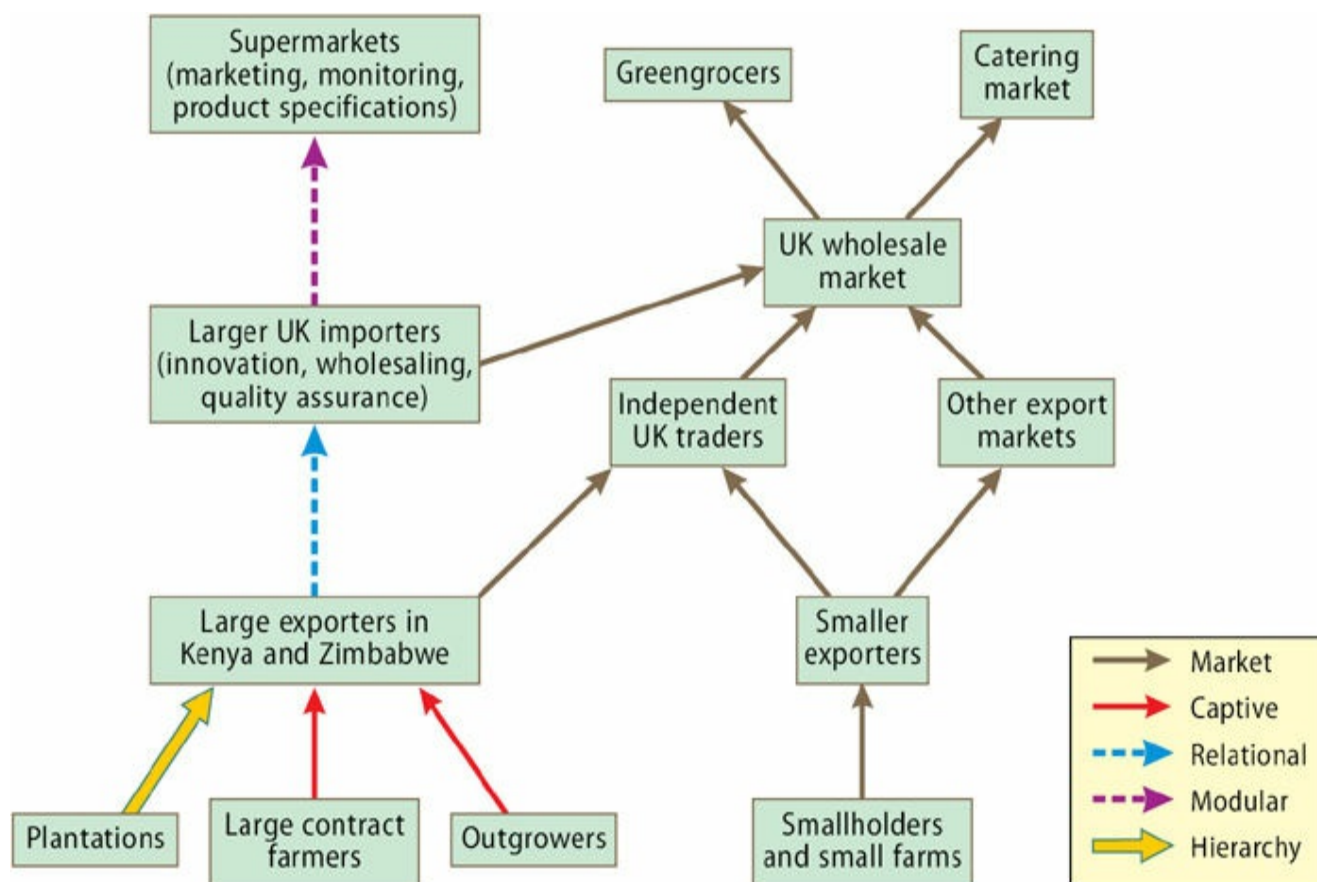 Supermarkets
(marketing, monitoring,
product specifications)
Greengrocers
Catering
market
UK wholesale
market
Larger UK importers
(innovation, wholesaling,
quality assurance)
Independent
UK traders
Other export
markets
Large exporters in
Kenya and Zimbabwe
Smaller
exporters
Plantations
Large contract
farmers
Outgrowers
Smallholders
and small farms
Market
Captive
Relational
Modular
Hierarchy